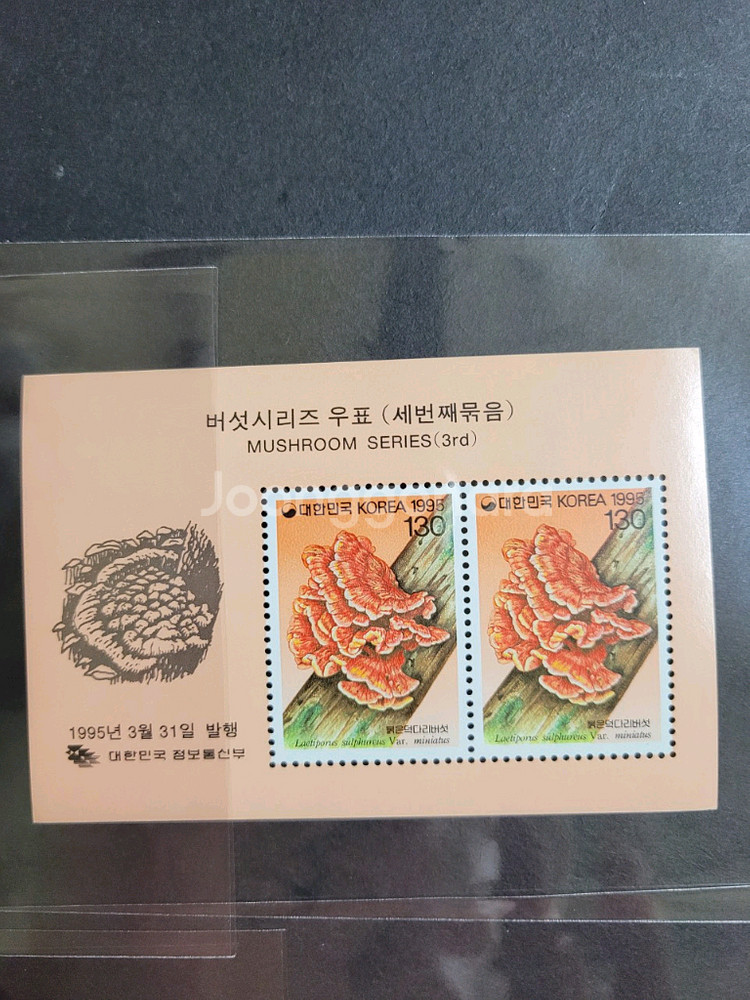 버섯시리즈 우표 (세번째묶음)
MUSHROOM SERIES(3rd)
대한민국 KOREA 1995
130
붉은덕다리버섯
Laetiporus sulphureus Var. miniatus
대한민국 KOREA 1995
130
붉은덕다리버섯
Laetiporus sulphureus Var. miniatus
1995년 3월 31일 발행
대한민국 정보통신부